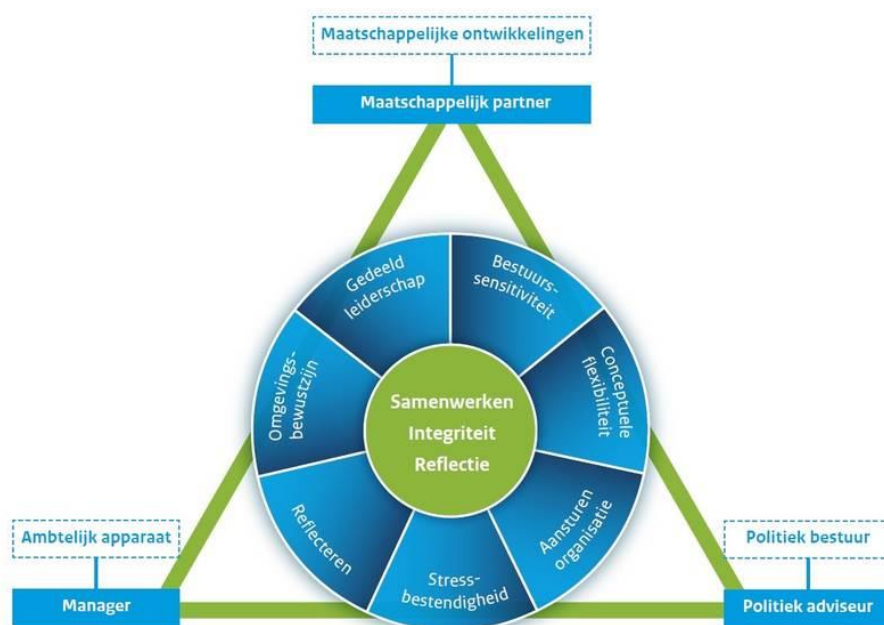 Maatschappelijke ontwikkelingen
Maatschappelijk partner
Gedeeld
leiderschap
Bestuurs-
sensitiviteit
Omgevings-
bewustzijn
Conceptuele
flexibiliteit
Samenwerken
Integriteit
Reflectie
Reflecteren
Aansturen
organisatie
Stress-
bestendigheid
Ambtelijk apparaat
Manager
Politiek bestuur
Politiek adviseur